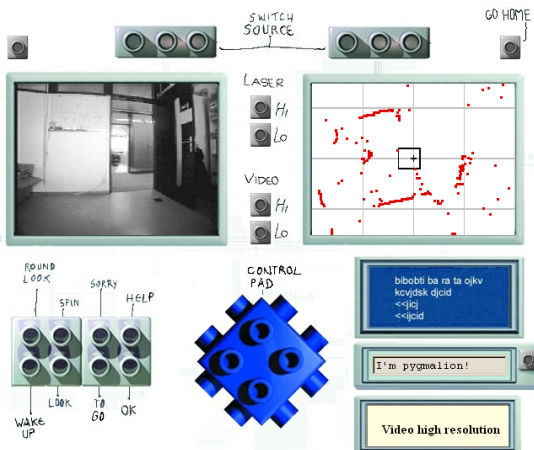 SWITCH
SOURCE
GO HOME
LASER
Hi
Lo
VIDEO
Hi
Lo
ROUND
LOOK
SPIN
SORRY
HELP
WAKE
UP
LOOK
TO
GO
OK
CONTROL
PAD
bibobti ba ra ta ojkv
kcvjdsk djcid
<<jicj
<<ijcid
I'm pygmalion!
Video high resolution